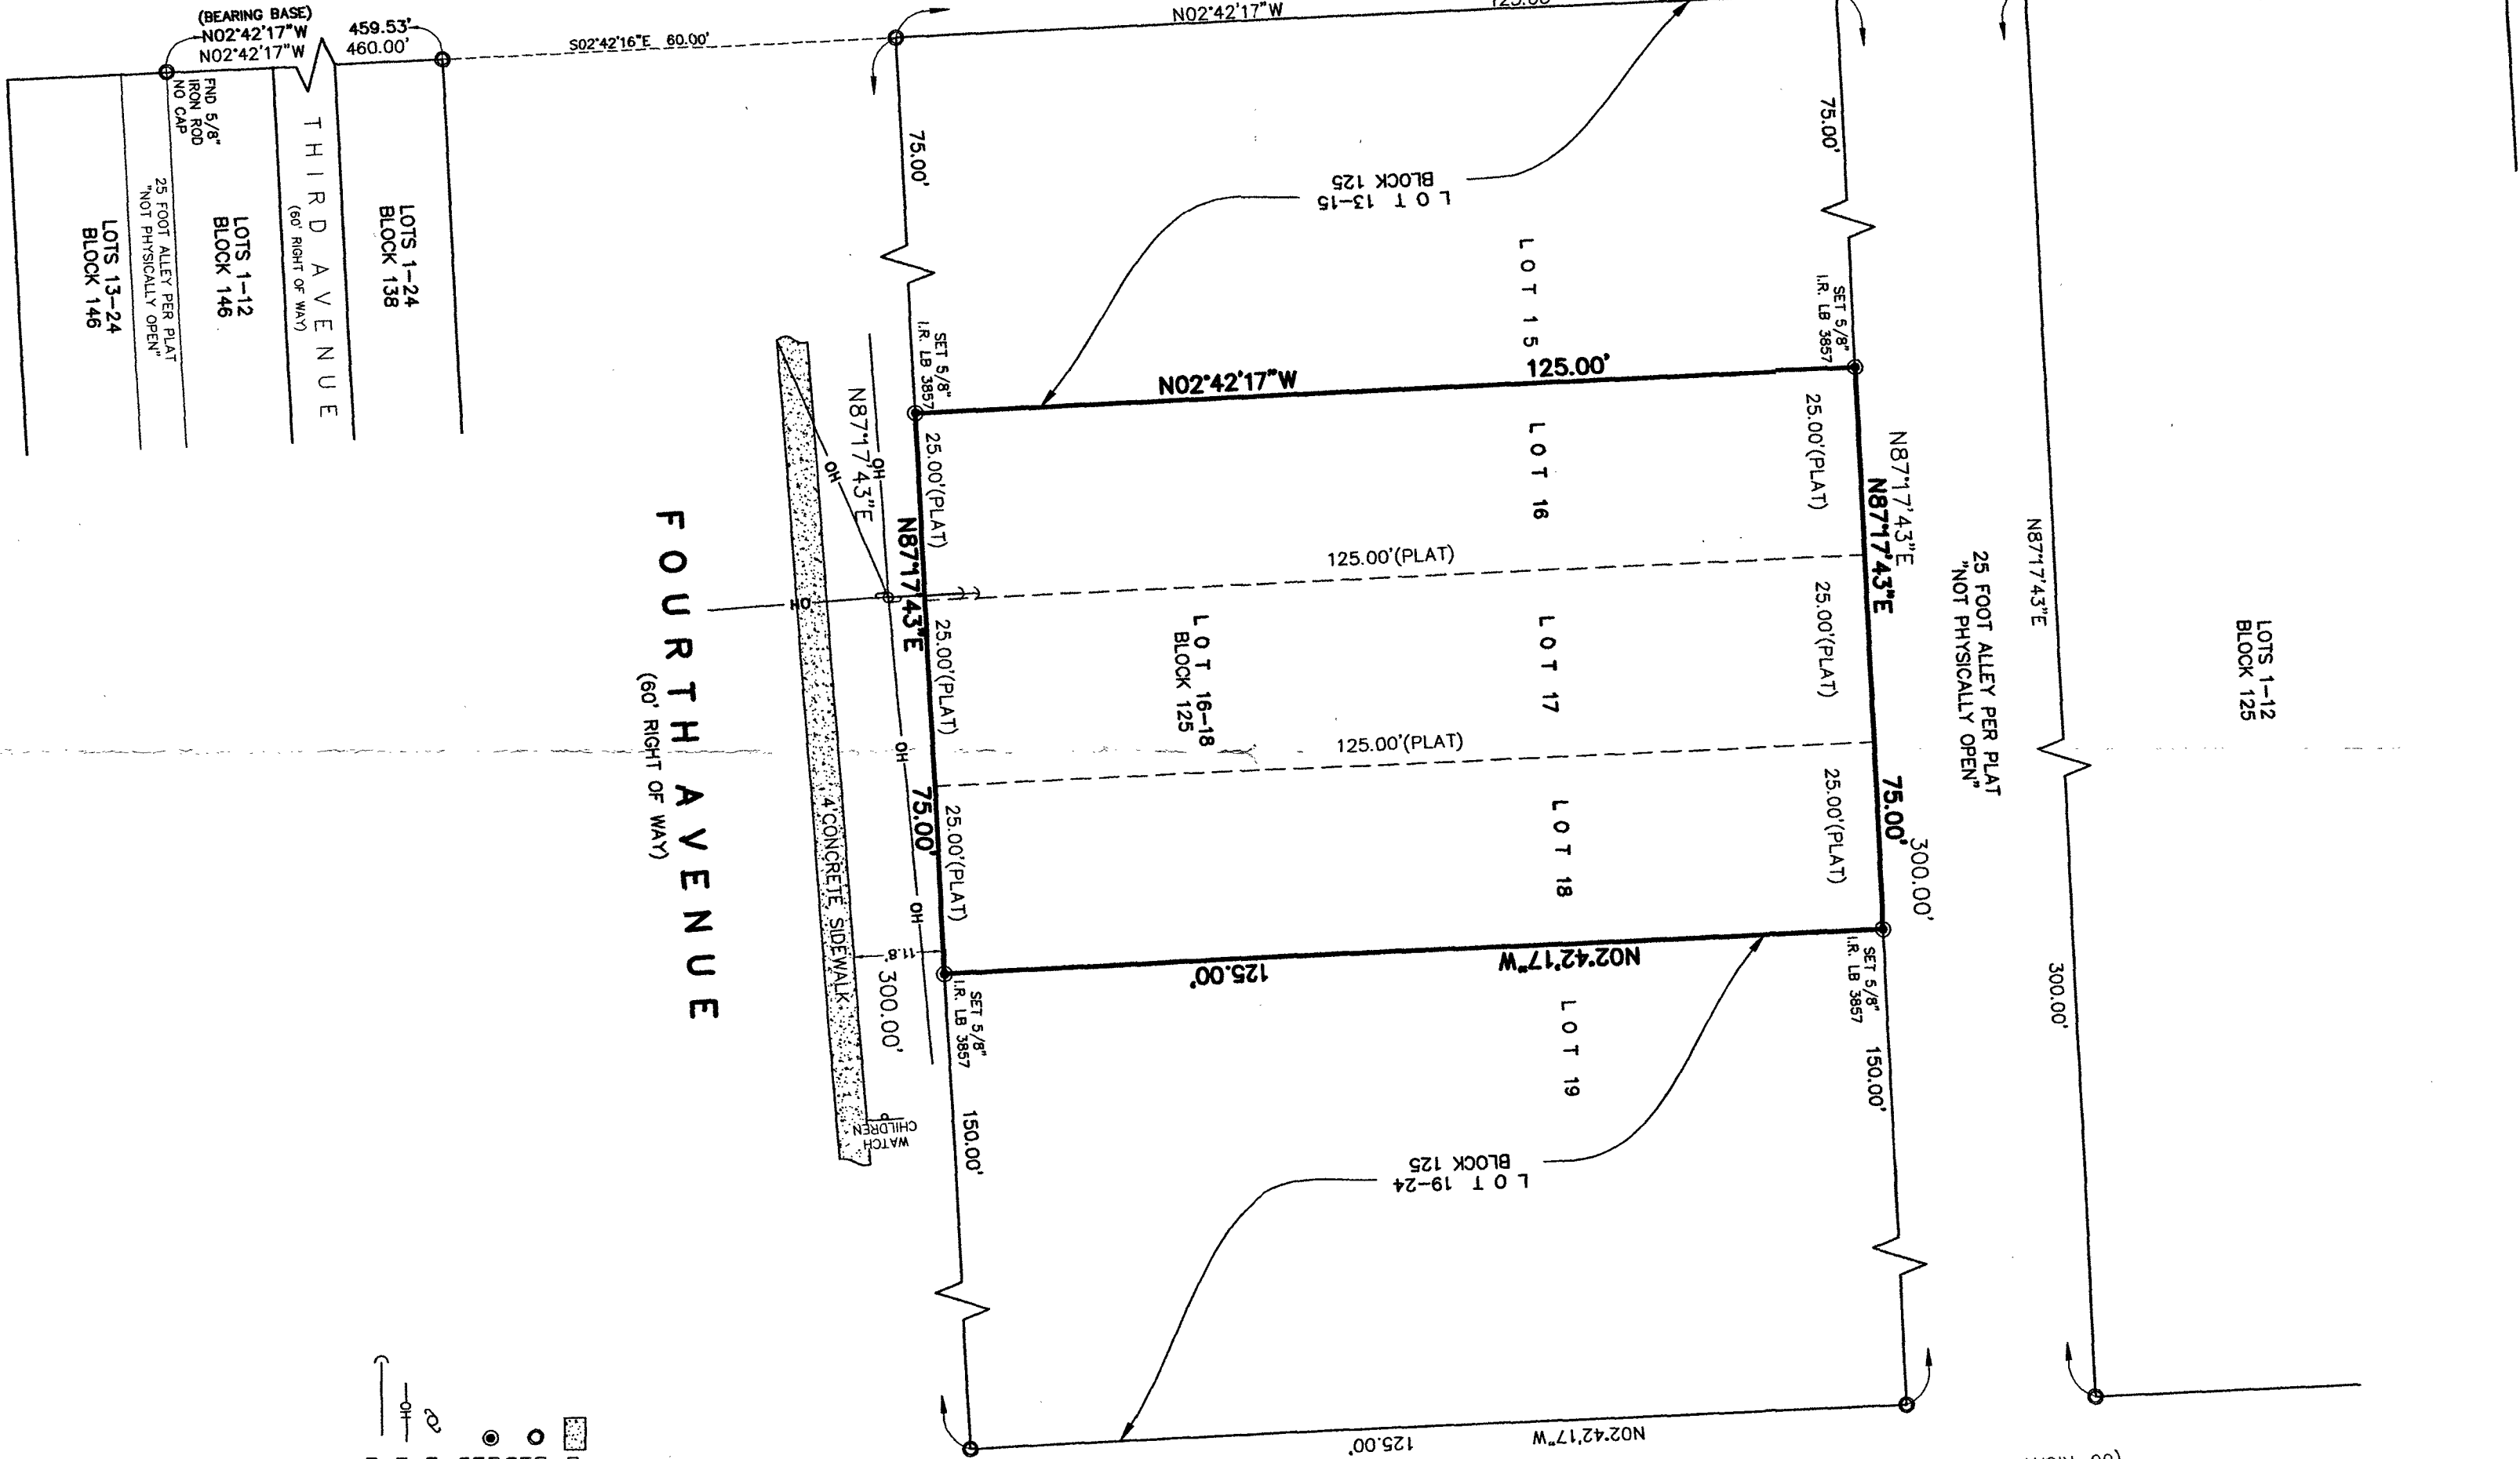 (BEARING BASE)
N02°42'17"W 459.53'
N02°42'17"W 460.00'
S02°42'16"E 60.00'
N02°42'17"W
FND 5/8"
IRON ROD
NO CAP
THIRD AVENUE
(60' RIGHT OF WAY)
LOTS 1-24
BLOCK 138
LOTS 1-12
BLOCK 146
25 FOOT ALLEY PER PLAT
"NOT PHYSICALLY OPEN"
LOTS 13-24
BLOCK 146
75.00'
75.00'
LOT 13-15
BLOCK 125
LOT 15
SET 5/8"
I.R. LB 3857
SET 5/8"
I.R. LB 3857
N02°42'17"W 125.00'
25.00'(PLAT)
LOT 16
25.00'(PLAT)
N87°17'43"E
N87°17'43"E
N87°17'43"E
N87°17'43"E
N87°17'43"E
OH
OH
OH
OH
OH
125.00'(PLAT)
25.00'(PLAT)
LOT 16-18
BLOCK 125
LOT 17
25.00'(PLAT)
125.00'(PLAT)
25.00'(PLAT)
LOT 18
25.00'(PLAT)
75.00'
75.00'
300.00'
300.00'
300.00'
25 FOOT ALLEY PER PLAT
"NOT PHYSICALLY OPEN"
LOTS 1-12
BLOCK 125
FOURTH AVENUE
(60' RIGHT OF WAY)
4' CONCRETE SIDEWALK
11.8'
N02°42'17"W 125.00'
SET 5/8"
I.R. LB 3857
SET 5/8"
I.R. LB 3857
LOT 19
150.00'
150.00'
WATCH
CHILDREN
LOT 19-24
BLOCK 125
N02°42'17"W 125.00'
OH